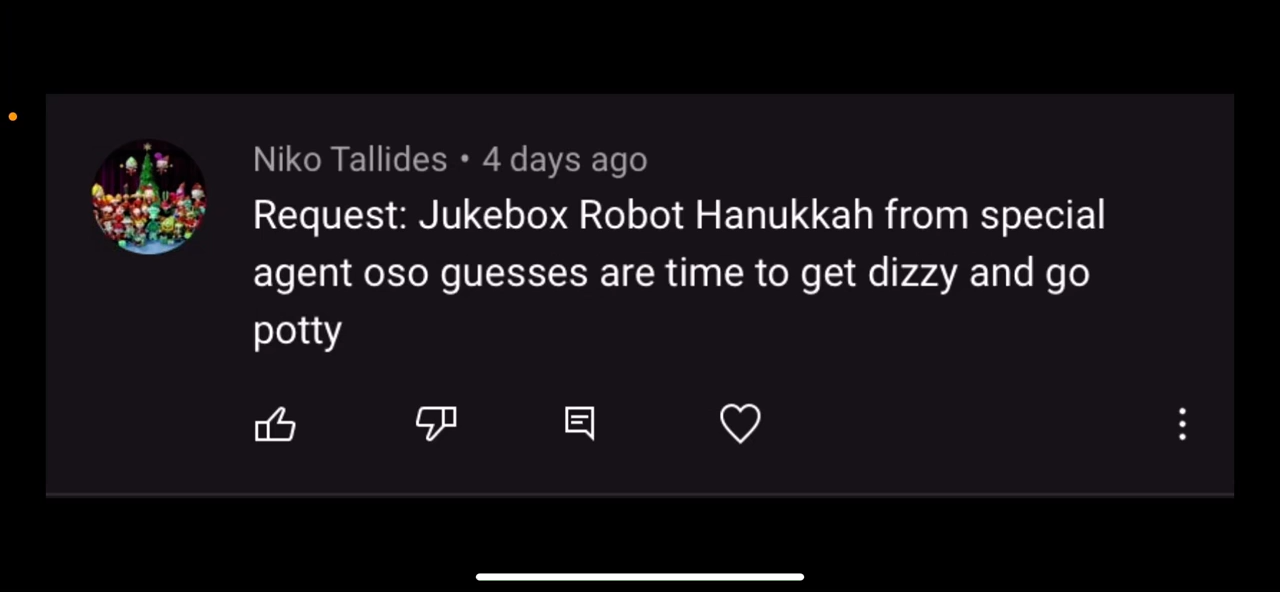 Niko Tallides • 4 days ago
Request: Jukebox Robot Hanukkah from special
agent oso guesses are time to get dizzy and go
potty